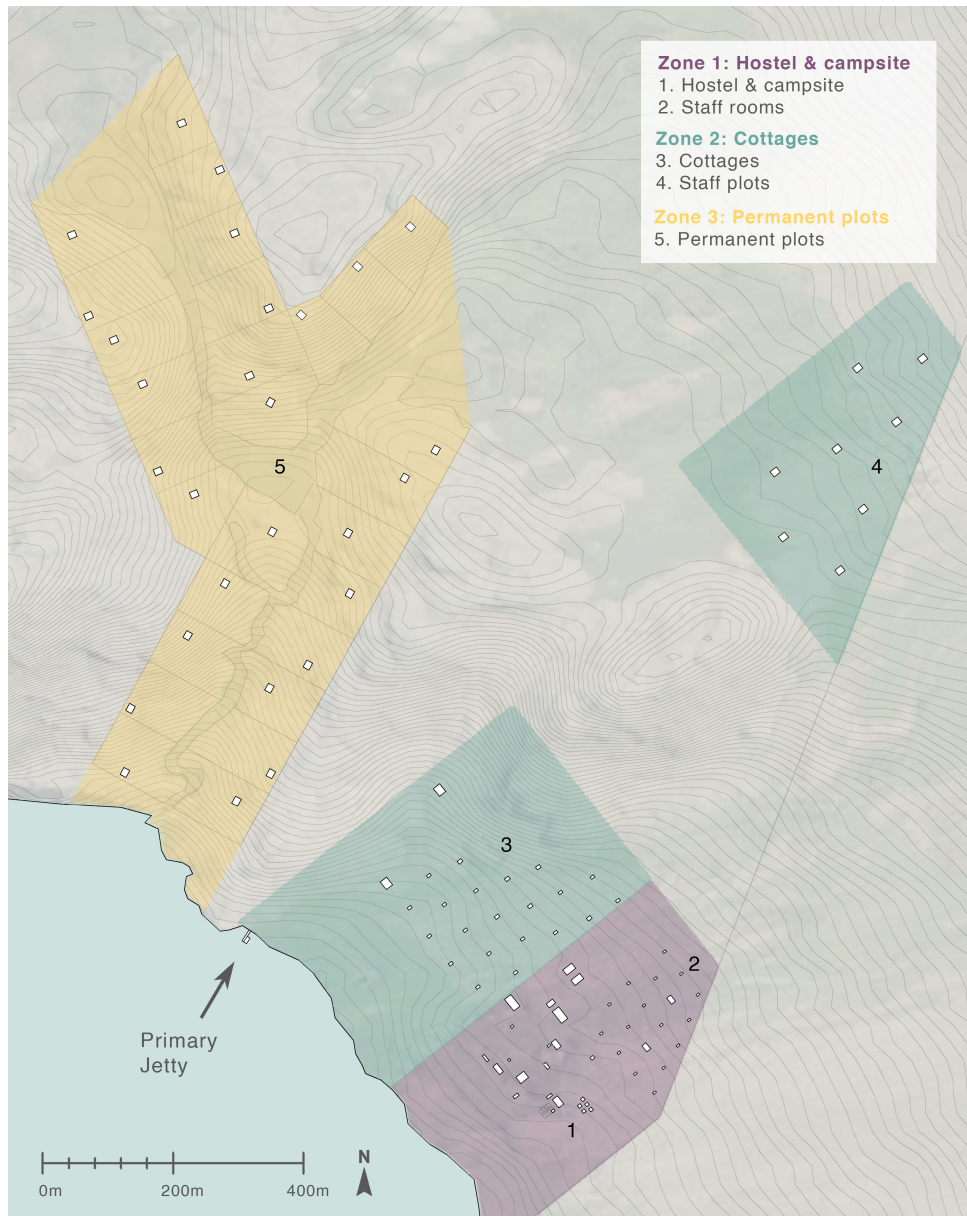 Zone 1: Hostel & campsite
1. Hostel & campsite
2. Staff rooms
Zone 2: Cottages
3. Cottages
4. Staff plots
Zone 3: Permanent plots
5. Permanent plots
5
4
3
2
1
Primary
Jetty
N
0m 200m 400m